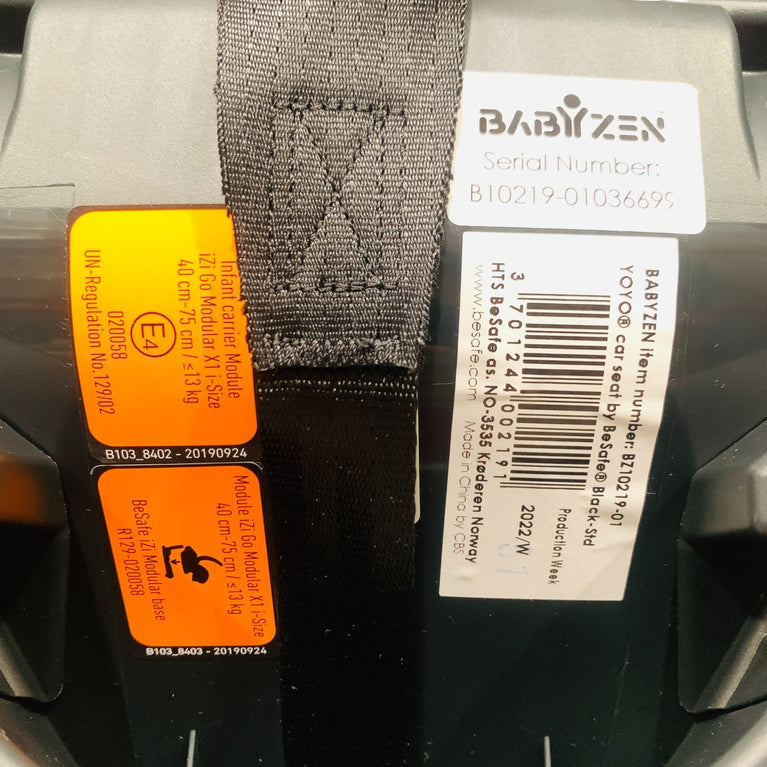 BABYZEN™
Serial Number:
B10219-01036699
Infant carrier Module
iZi Go Modular X1 i-Size
40 cm-75 cm / ≤13 kg
E4
020058
UN-Regulation No.129/02
B103_8402 - 20190924
Module iZi Go Modular X1 i-Size
40 cm-75 cm / ≤13 kg
BeSafe iZi Modular base
R129-020058
B103_8403 - 20190924
BABYZEN item number: BZ10219-01
YOYO® car seat by BeSafe® Black-Std
Production Week
2022/W 01
3 701244 002191
HTS BeSafe as. NO-3535 Krøderen Norway
www.besafe.com Made in China by CBS